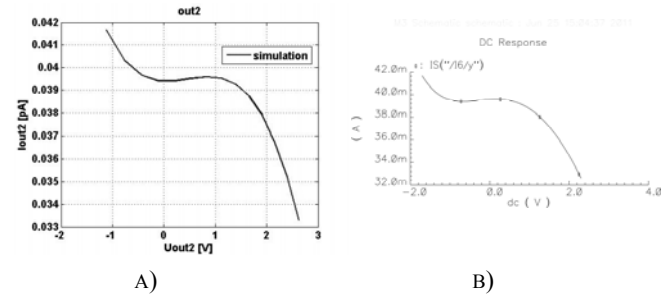 out2
0.042
0.041
0.04
0.039
0.038
0.037
0.036
0.035
0.034
0.033
Iout2 [pA]
simulation
-2
-1
0
1
2
3
Uout2 [V]
A)
DC Response
: IS("/I6/y")
42.0m
40.0m
38.0m
36.0m
34.0m
32.0m
( A )
-2.0
0.0
2.0
4.0
dc ( V )
B)